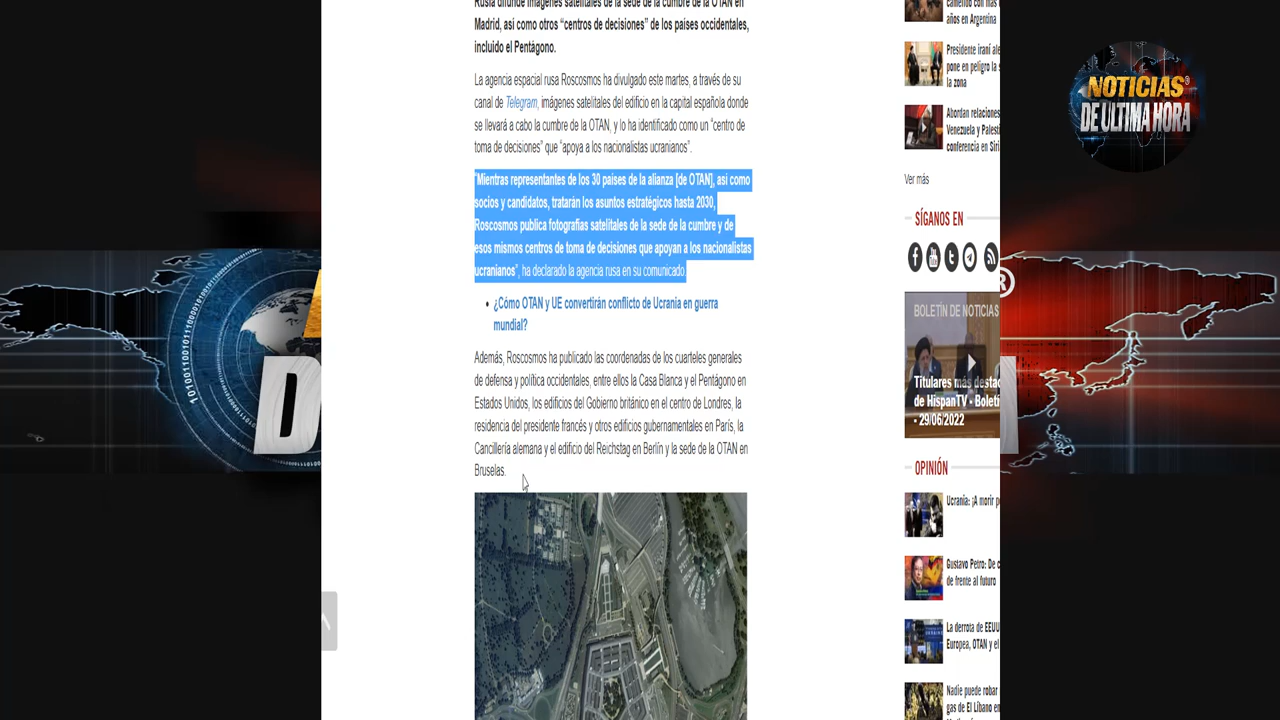 Rusia difunde imágenes satelitales de la sede de la cumbre de la OTAN en
Madrid, así como otros “centros de decisiones” de los países occidentales,
incluido el Pentágono.
La agencia espacial rusa Roscosmos ha divulgado este martes, a través de su
canal de Telegram, imágenes satelitales del edificio en la capital española donde
se llevará a cabo la cumbre de la OTAN, y lo ha identificado como un “centro de
toma de decisiones” que “apoya a los nacionalistas ucranianos”.
“Mientras representantes de los 30 países de la alianza [de OTAN], así como
socios y candidatos, tratarán los asuntos estratégicos hasta 2030,
Roscosmos publica fotografías satelitales de la sede de la cumbre y de
esos mismos centros de toma de decisiones que apoyan a los nacionalistas
ucranianos”, ha declarado la agencia rusa en su comunicado.
• ¿Cómo OTAN y UE convertirán conflicto de Ucrania en guerra
mundial?
Además, Roscosmos ha publicado las coordenadas de los cuarteles generales
de defensa y política occidentales, entre ellos la Casa Blanca y el Pentágono en
Estados Unidos, los edificios del Gobierno británico en el centro de Londres, la
residencia del presidente francés y otros edificios gubernamentales en París, la
Cancillería alemana y el edificio del Reichstag en Berlín y la sede de la OTAN en
Bruselas.
años en Argentina
Presidente iraní
pone en peligro la
la zona
Abordan relaciones
Venezuela y
conferencia en
Ver más
SÍGANOS EN
BOLETÍN DE NOTICIAS
Titulares más
de HispanTV -
- 29/06/2022
OPINIÓN
Ucrania: ¡A morir
Gustavo Petro: De
de frente al futuro
La derrota de EEUU
Europea, OTAN y el
Nadie puede robar
gas de El Líbano en
NOTICIAS®
DE ULTIMA HORA
D
®